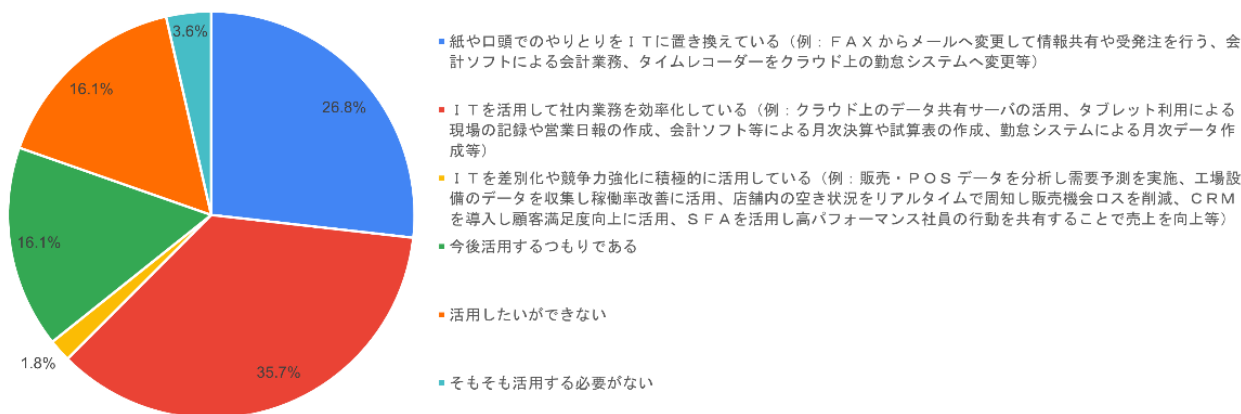 3.6%
16.1%
26.8%
16.1%
1.8%
35.7%
紙や口頭でのやりとりをＩＴに置き換えている（例：ＦＡＸからメールへ変更して情報共有や受発注を行う、会
計ソフトによる会計業務、タイムレコーダーをクラウド上の勤怠システムへ変更等）
ＩＴを活用して社内業務を効率化している（例：クラウド上のデータ共有サーバの活用、タブレット利用による
現場の記録や営業日報の作成、会計ソフト等による月次決算や試算表の作成、勤怠システムによる月次データ作
成等）
ＩＴを差別化や競争力強化に積極的に活用している（例：販売・ＰＯＳデータを分析し需要予測を実施、工場設
備のデータを収集し稼働率改善に活用、店舗内の空き状況をリアルタイムで周知し販売機会ロスを削減、ＣＲＭ
を導入し顧客満足度向上に活用、ＳＦＡを活用し高パフォーマンス社員の行動を共有することで売上を向上等）
今後活用するつもりである
活用したいができない
そもそも活用する必要がない